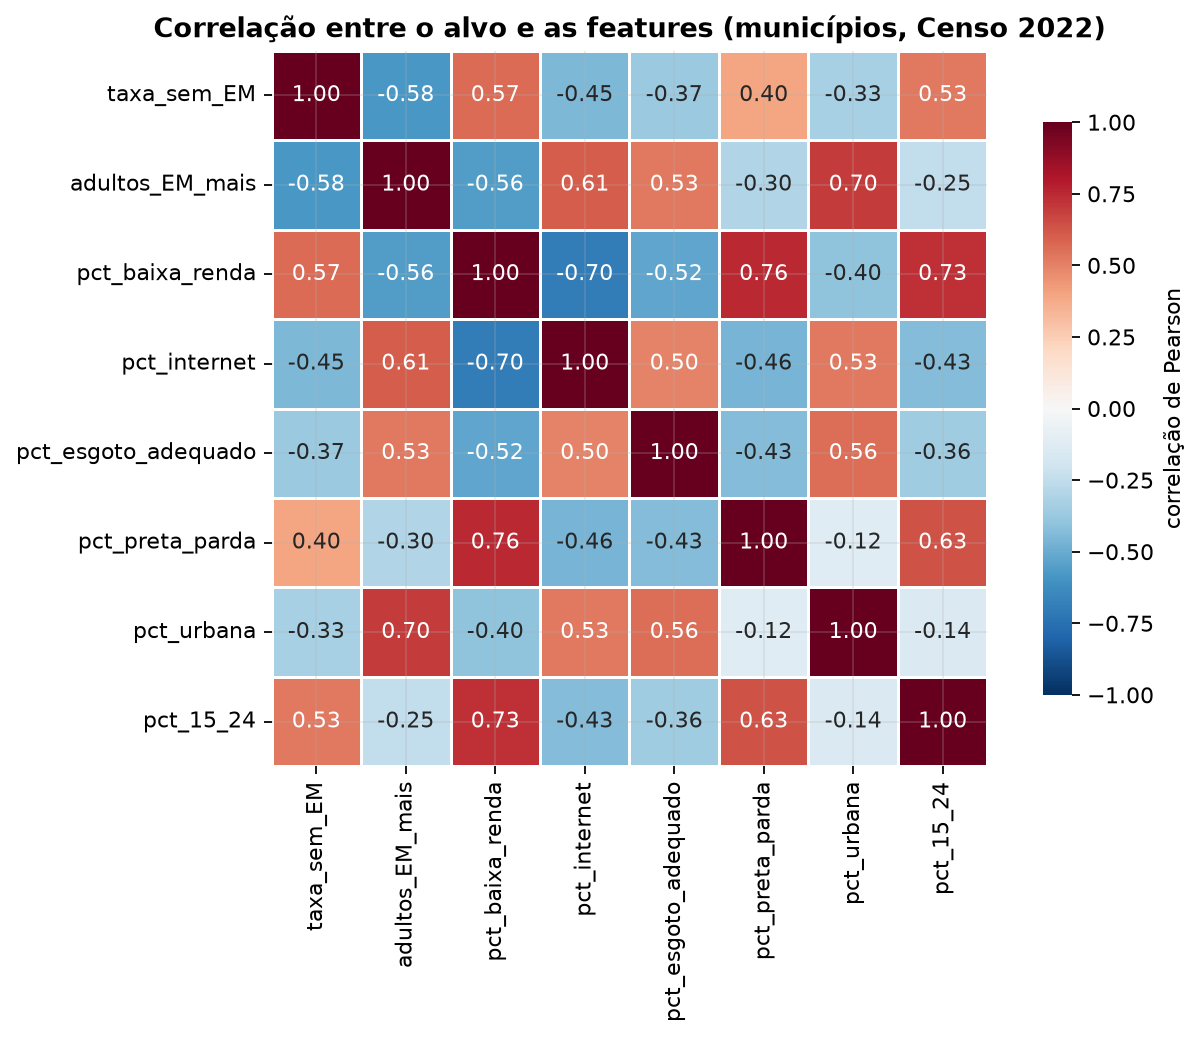 Correlação entre o alvo e as features (municípios, Censo 2022)
taxa_sem_EM 1.00 -0.58 0.57 -0.45 -0.37 0.40 -0.33 0.53
adultos_EM_mais -0.58 1.00 -0.56 0.61 0.53 -0.30 0.70 -0.25
pct_baixa_renda 0.57 -0.56 1.00 -0.70 -0.52 0.76 -0.40 0.73
pct_internet -0.45 0.61 -0.70 1.00 0.50 -0.46 0.53 -0.43
pct_esgoto_adequado -0.37 0.53 -0.52 0.50 1.00 -0.43 0.56 -0.36
pct_preta_parda 0.40 -0.30 0.76 -0.46 -0.43 1.00 -0.12 0.63
pct_urbana -0.33 0.70 -0.40 0.53 0.56 -0.12 1.00 -0.14
pct_15_24 0.53 -0.25 0.73 -0.43 -0.36 0.63 -0.14 1.00
taxa_sem_EM
adultos_EM_mais
pct_baixa_renda
pct_internet
pct_esgoto_adequado
pct_preta_parda
pct_urbana
pct_15_24
1.00
0.75
0.50
0.25
0.00
−0.25
−0.50
−0.75
−1.00
correlação de Pearson